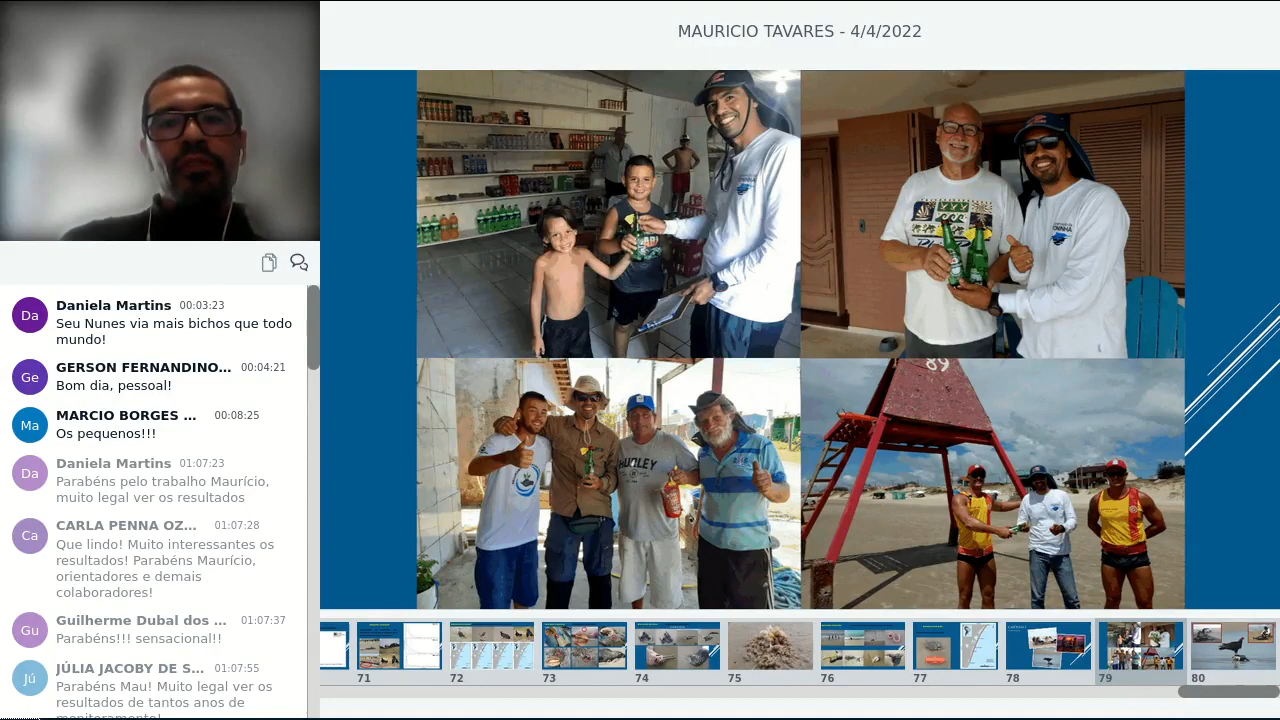 MAURICIO TAVARES - 4/4/2022
89
HURLEY
Daniela Martins 00:03:23
Seu Nunes via mais bichos que todo
mundo!
GERSON FERNANDINO... 00:04:21
Bom dia, pessoal!
MARCIO BORGES ... 00:08:25
Os pequenos!!!
Daniela Martins 01:07:23
Parabéns pelo trabalho Maurício,
muito legal ver os resultados
CARLA PENNA OZ... 01:07:28
Que lindo! Muito interessantes os
resultados! Parabéns Maurício,
orientadores e demais
colaboradores!
Guilherme Dubal dos ... 01:07:37
Parabéns!!! sensacional!!
JÚLIA JACOBY DE S... 01:07:55
Parabéns Mau! Muito legal ver os
resultados de tantos anos de
monitoramento!
Da
Ge
Ma
Da
Ca
Gu
Jú
71 72 73 74 75 76 77 78 79 80